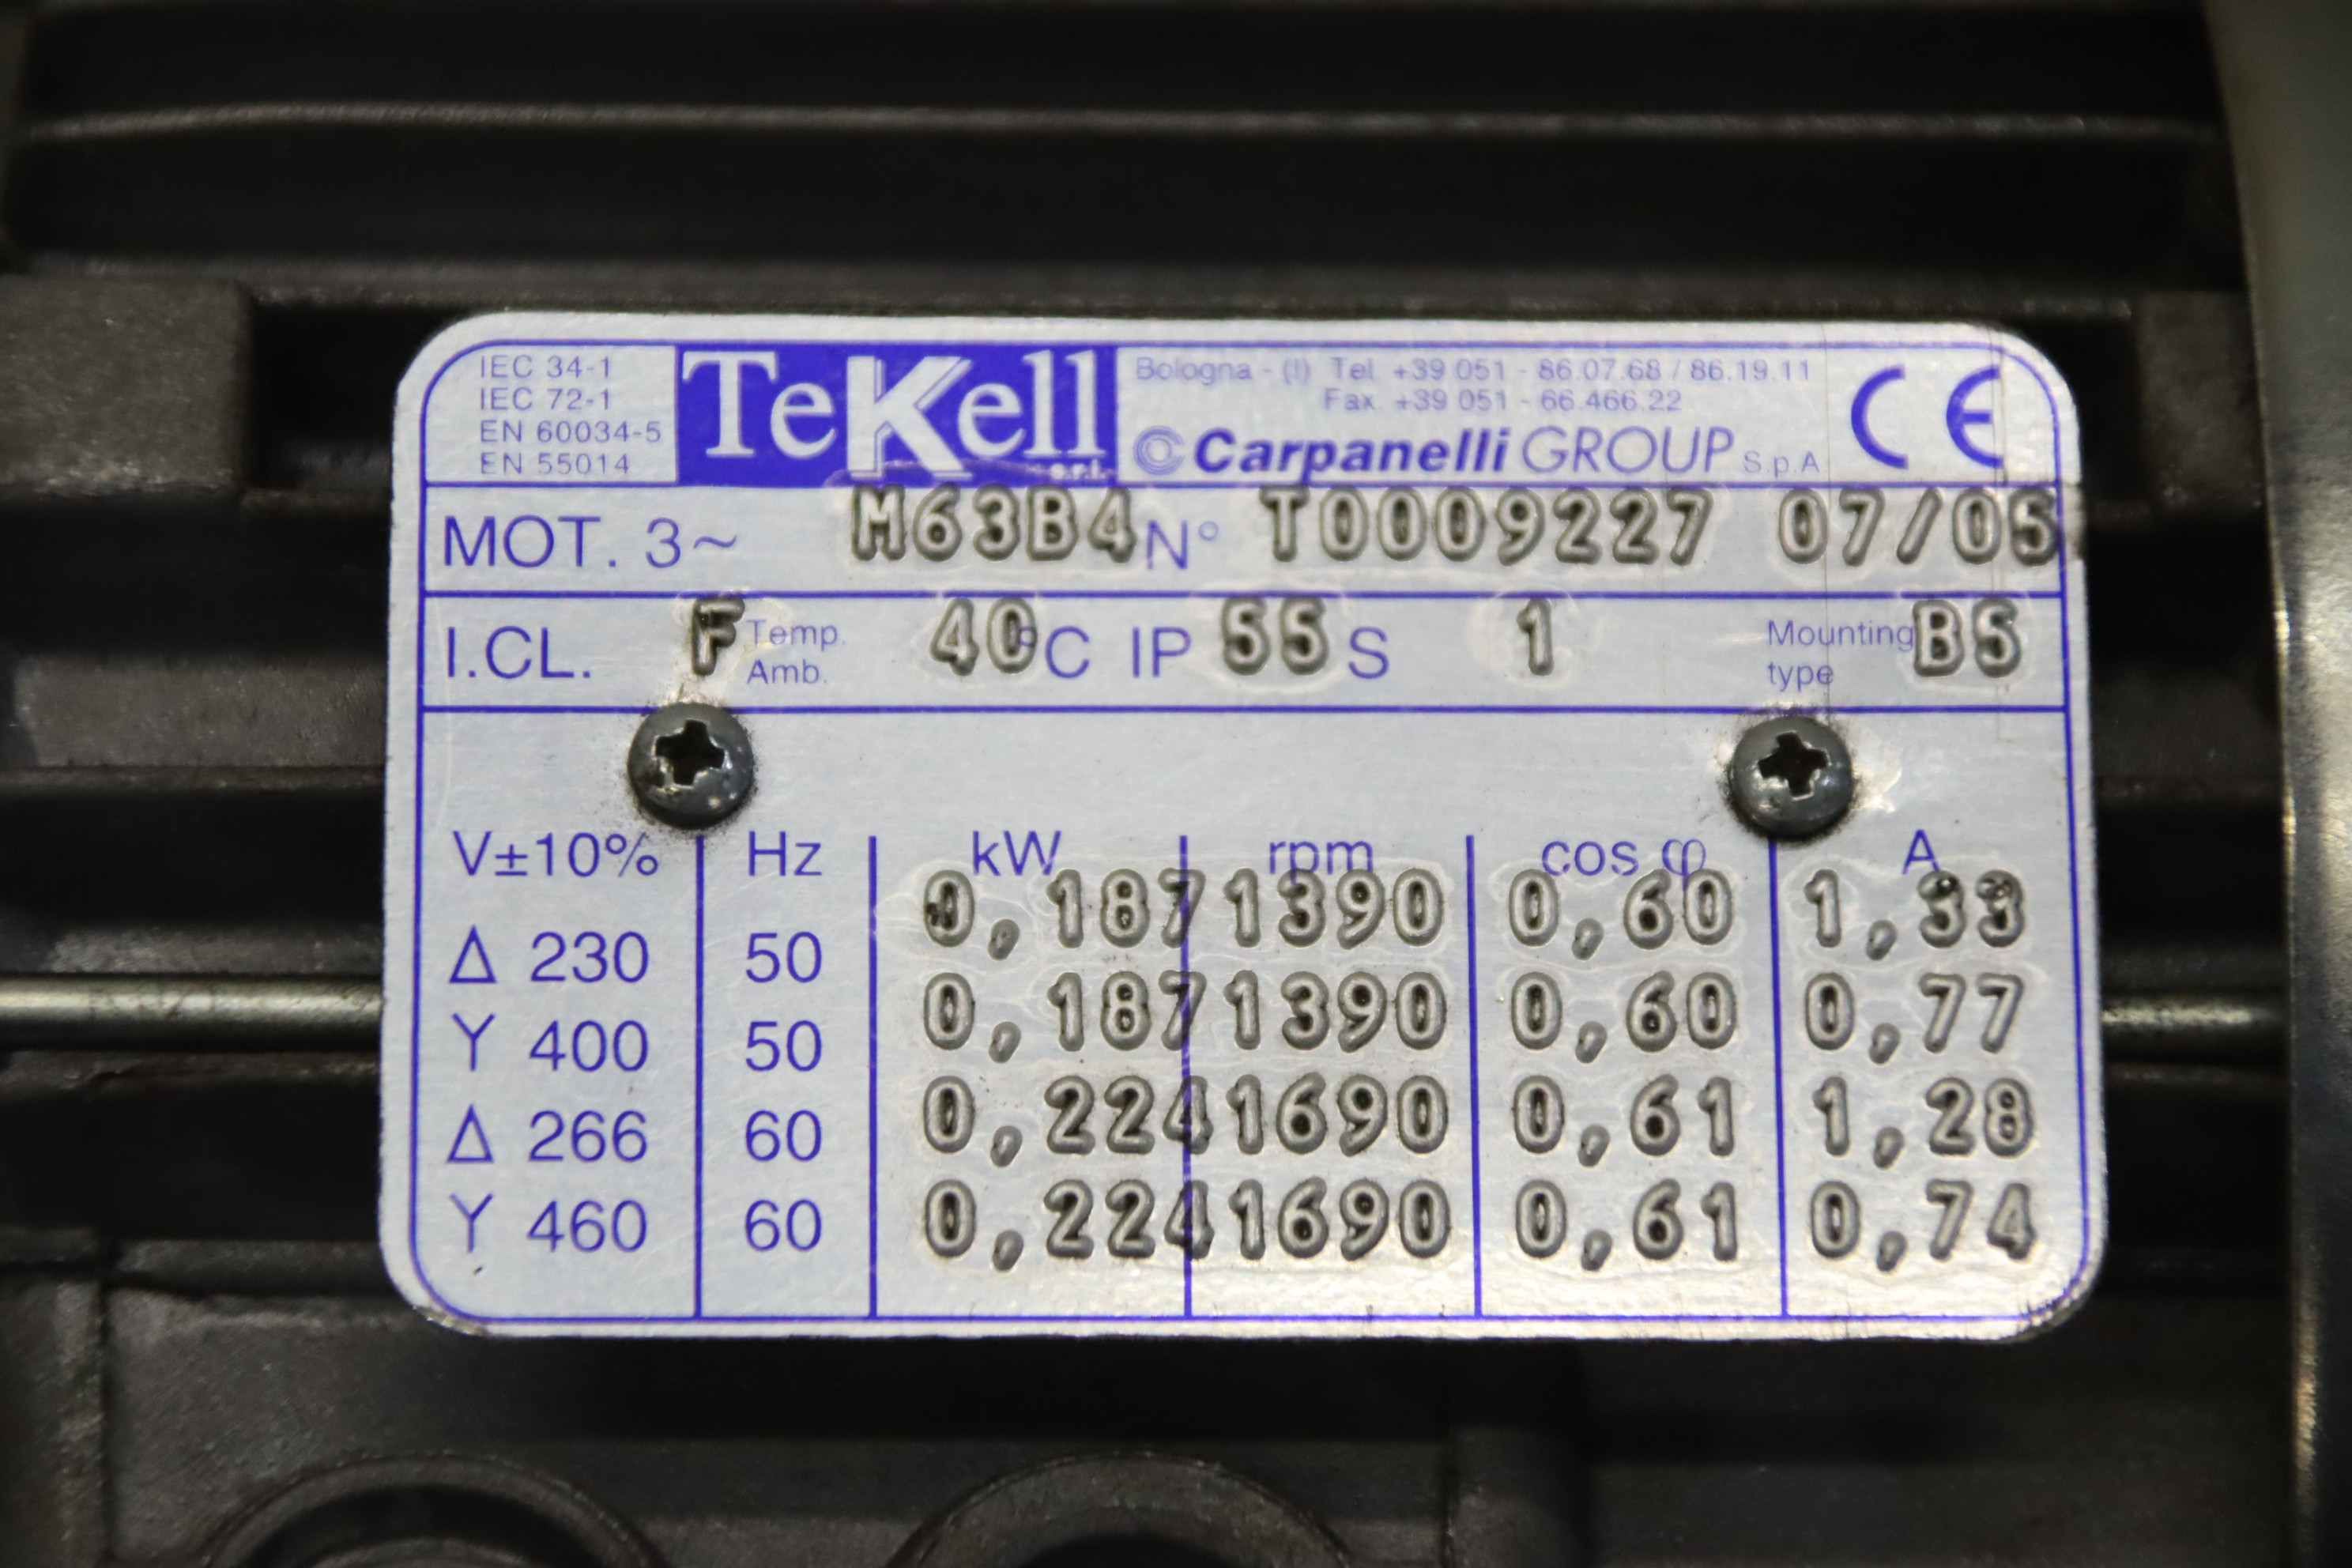 IEC 34-1
IEC 72-1
EN 60034-5
EN 55014
TeKell s.r.l.
Bologna - (I) Tel. +39 051 - 86.07.68 / 86.19.11
Fax. +39 051 - 66.466.22
Carpanelli GROUP S.p.A
CE
MOT. 3~ M63B4 N° T0009227 07/05
I.CL. F Temp. Amb. 40°C IP 55 S 1 Mounting type B5
V±10% Hz kW rpm cos φ A
Δ 230 50 0,187 1390 0,60 1,33
Y 400 50 0,187 1390 0,60 0,77
Δ 266 60 0,224 1690 0,61 1,28
Y 460 60 0,224 1690 0,61 0,74